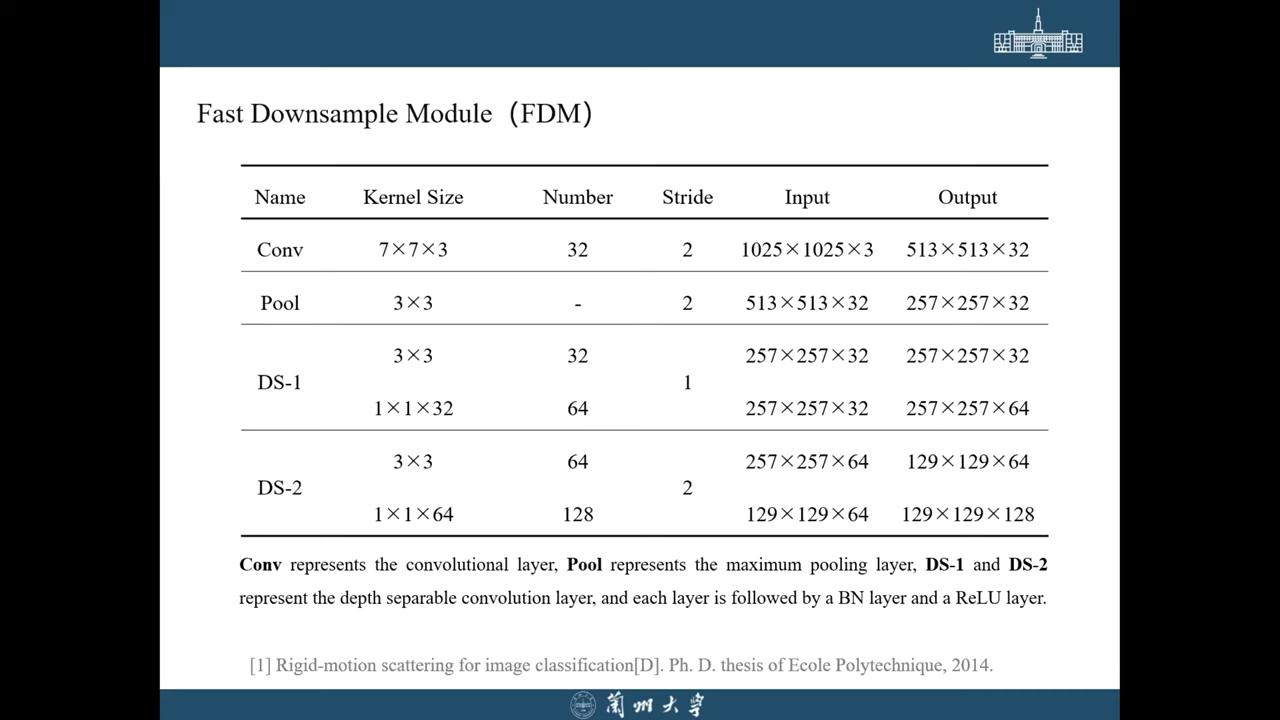 Fast Downsample Module（FDM）
Name Kernel Size Number Stride Input Output
Conv 7×7×3 32 2 1025×1025×3 513×513×32
Pool 3×3 - 2 513×513×32 257×257×32
3×3 32 257×257×32 257×257×32
DS-1 1
1×1×32 64 257×257×32 257×257×64
3×3 64 257×257×64 129×129×64
DS-2 2
1×1×64 128 129×129×64 129×129×128
Conv represents the convolutional layer, Pool represents the maximum pooling layer, DS-1 and DS-2
represent the depth separable convolution layer, and each layer is followed by a BN layer and a ReLU layer.
[1] Rigid-motion scattering for image classification[D]. Ph. D. thesis of Ecole Polytechnique, 2014.
蘭州大学